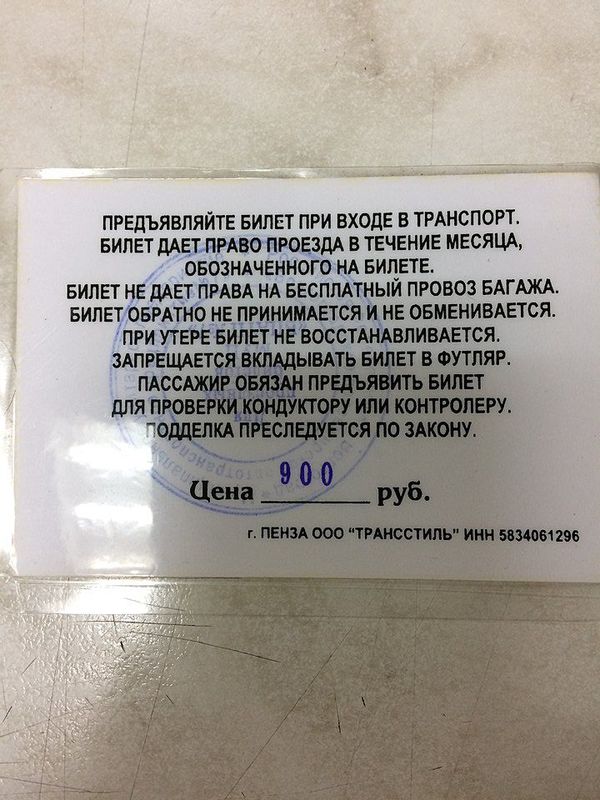 ПРЕДЪЯВЛЯЙТЕ БИЛЕТ ПРИ ВХОДЕ В ТРАНСПОРТ.
БИЛЕТ ДАЕТ ПРАВО ПРОЕЗДА В ТЕЧЕНИЕ МЕСЯЦА,
ОБОЗНАЧЕННОГО НА БИЛЕТЕ.
БИЛЕТ НЕ ДАЕТ ПРАВА НА БЕСПЛАТНЫЙ ПРОВОЗ БАГАЖА.
БИЛЕТ ОБРАТНО НЕ ПРИНИМАЕТСЯ И НЕ ОБМЕНИВАЕТСЯ.
ПРИ УТЕРЕ БИЛЕТ НЕ ВОССТАНАВЛИВАЕТСЯ.
ЗАПРЕЩАЕТСЯ ВКЛАДЫВАТЬ БИЛЕТ В ФУТЛЯР.
ПАССАЖИР ОБЯЗАН ПРЕДЪЯВИТЬ БИЛЕТ
ДЛЯ ПРОВЕРКИ КОНДУКТОРУ ИЛИ КОНТРОЛЕРУ.
ПОДДЕЛКА ПРЕСЛЕДУЕТСЯ ПО ЗАКОНУ.
Цена 900 руб.
г. ПЕНЗА ООО "ТРАНССТИЛЬ" ИНН 5834061296